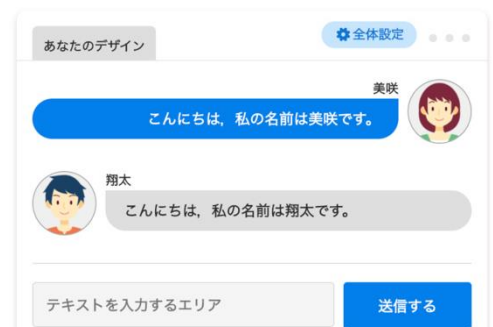 あなたのデザイン
全体設定
美咲
こんにちは，私の名前は美咲です。
翔太
こんにちは，私の名前は翔太です。
テキストを入力するエリア
送信する